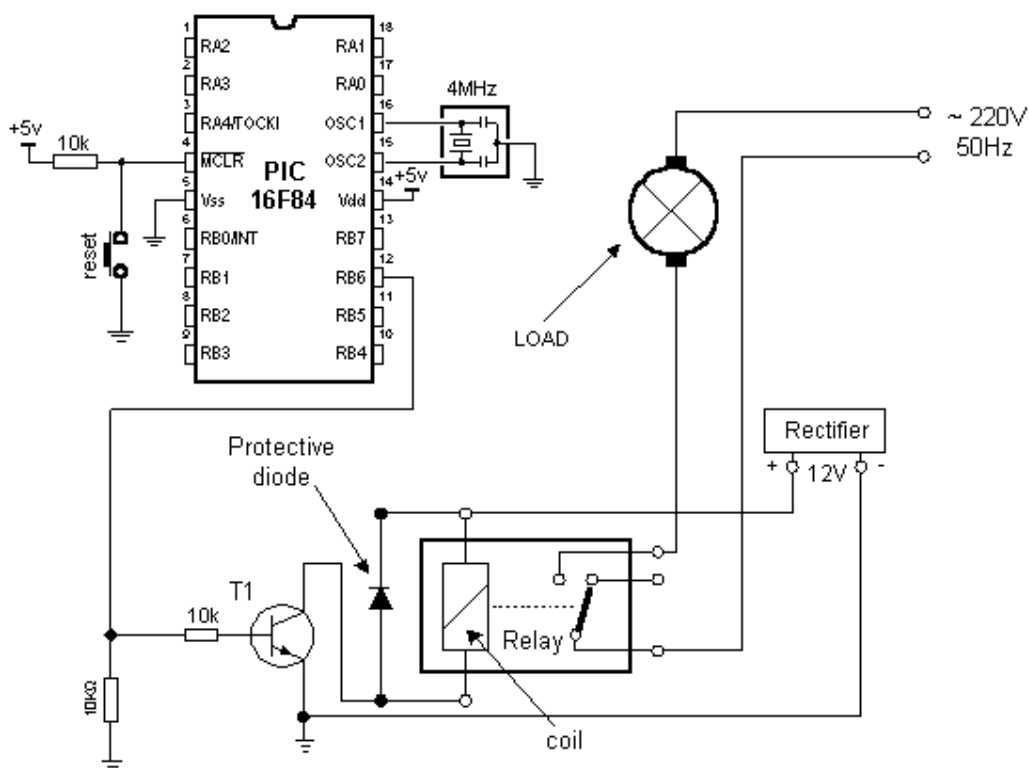 1
RA2
2
RA3
3
RA4/TOCKI
4
MCLR
5
Vss
6
RB0/INT
7
RB1
8
RB2
9
RB3
PIC
16F84
18
RA1
17
RA0
16
OSC1
15
OSC2
14
Vdd
13
RB7
12
RB6
11
RB5
10
RB4
+5v
10k
reset
4MHz
+5v
~ 220V
50Hz
LOAD
Rectifier
+ 12V -
Protective
diode
T1
10k
10KΩ
Relay
coil